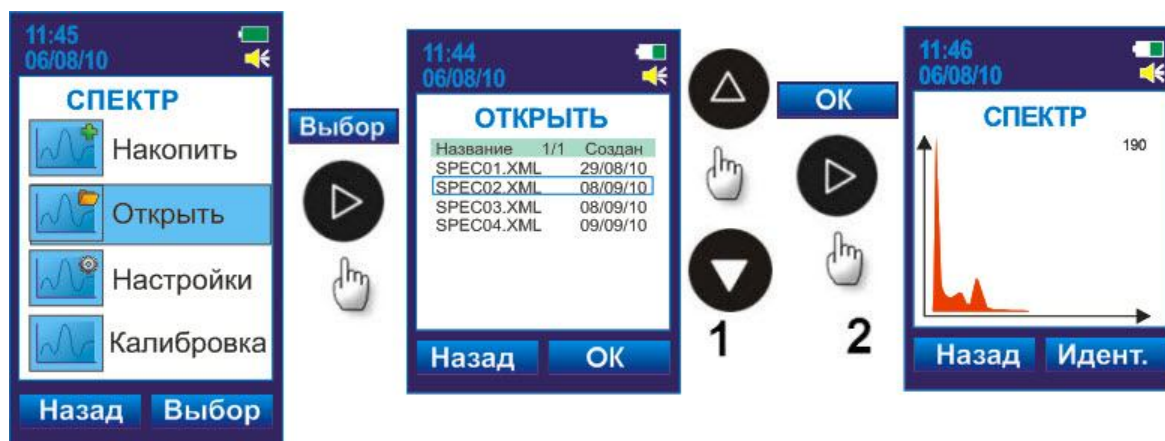 11:45
06/08/10
СПЕКТР
Накопить
Открыть
Настройки
Калибровка
Назад Выбор
Выбор
11:44
06/08/10
ОТКРЫТЬ
Название 1/1 Создан
SPEC01.XML 29/08/10
SPEC02.XML 08/09/10
SPEC03.XML 08/09/10
SPEC04.XML 09/09/10
Назад ОК
1
ОК
2
11:46
06/08/10
СПЕКТР
190
Назад Идент.